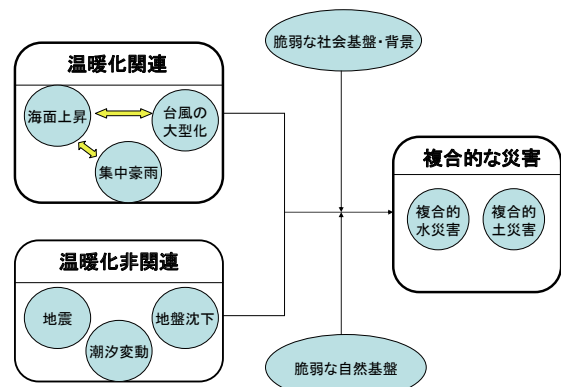 脆弱な社会基盤・背景
温暖化関連
海面上昇
台風の
大型化
集中豪雨
複合的な災害
複合的
水災害
複合的
土災害
温暖化非関連
地震
地盤沈下
潮汐変動
脆弱な自然基盤